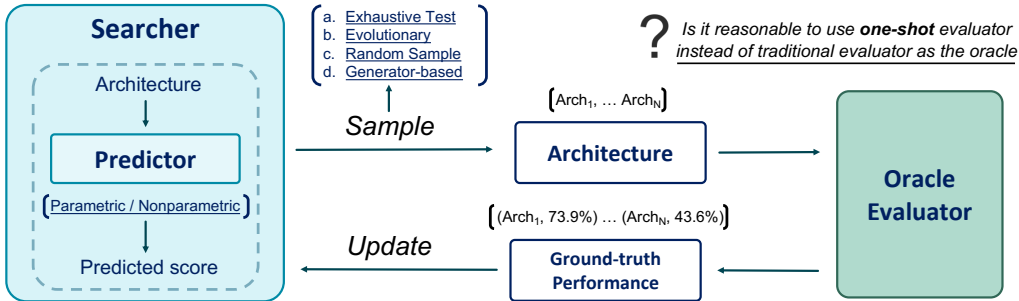 Searcher
Architecture
Predictor
[Parametric / Nonparametric]
Predicted score
a. Exhaustive Test
b. Evolutionary
c. Random Sample
d. Generator-based
Sample
Update
[Arch₁, … Arch_N]
Architecture
[(Arch₁, 73.9%) … (Arch_N, 43.6%)]
Ground-truth
Performance
? Is it reasonable to use one-shot evaluator
instead of traditional evaluator as the oracle
Oracle
Evaluator